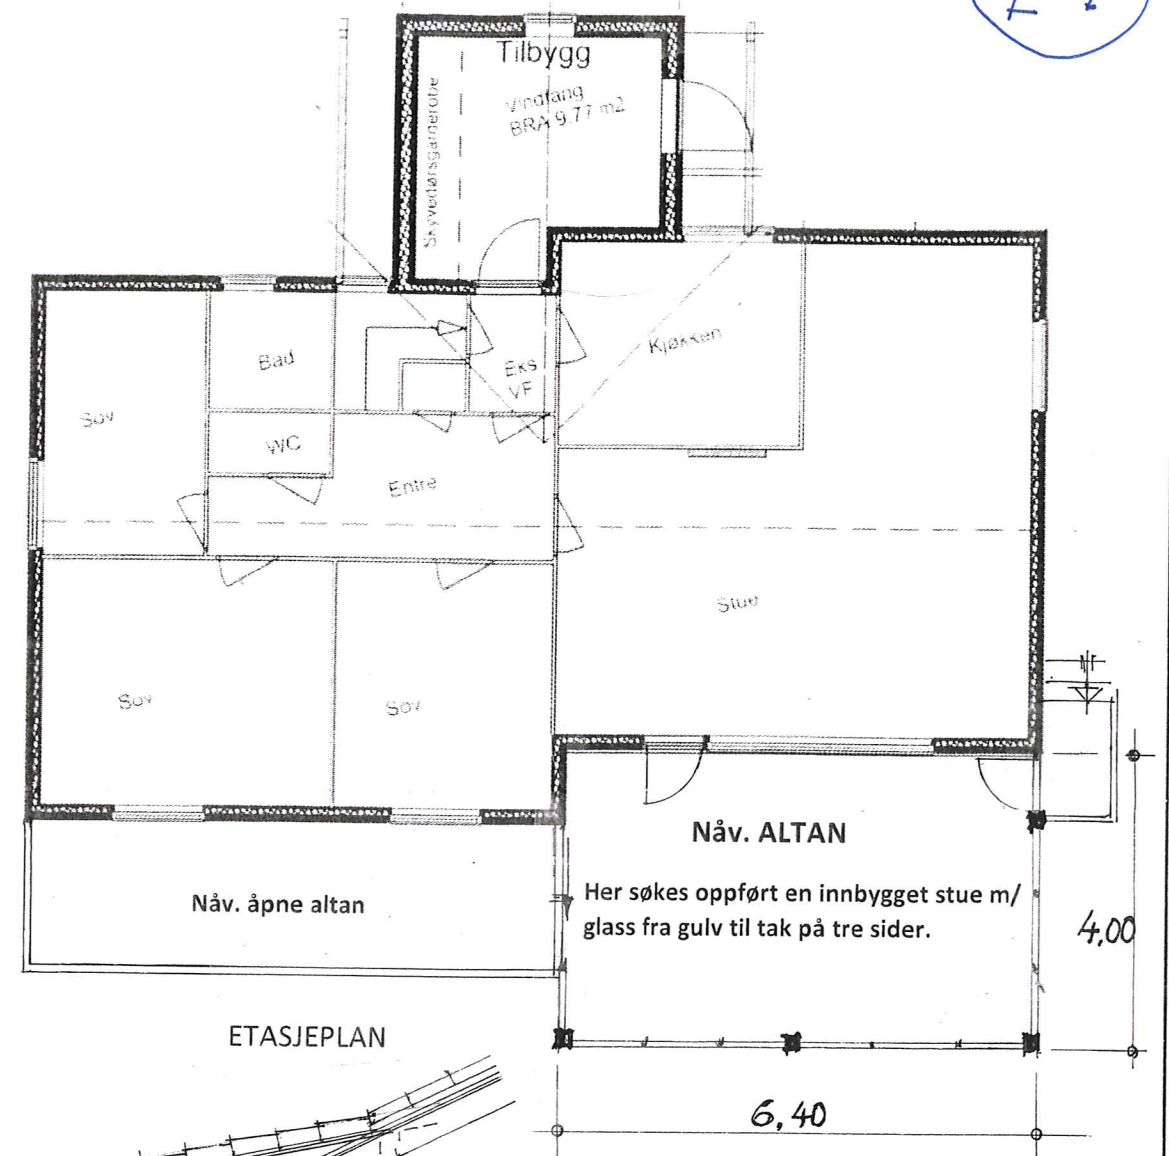 Tilbygg
Vindfang
BRA 9.77 m2
Skyvedørsgarderobe
Bad
Kjøkken
Eks
VF
Sov
WC
Entre
Stue
Sov
Sov
Nåv. ALTAN
Her søkes oppført en innbygget stue m/
glass fra gulv til tak på tre sider.
Nåv. åpne altan
4,00
ETASJEPLAN
6,40